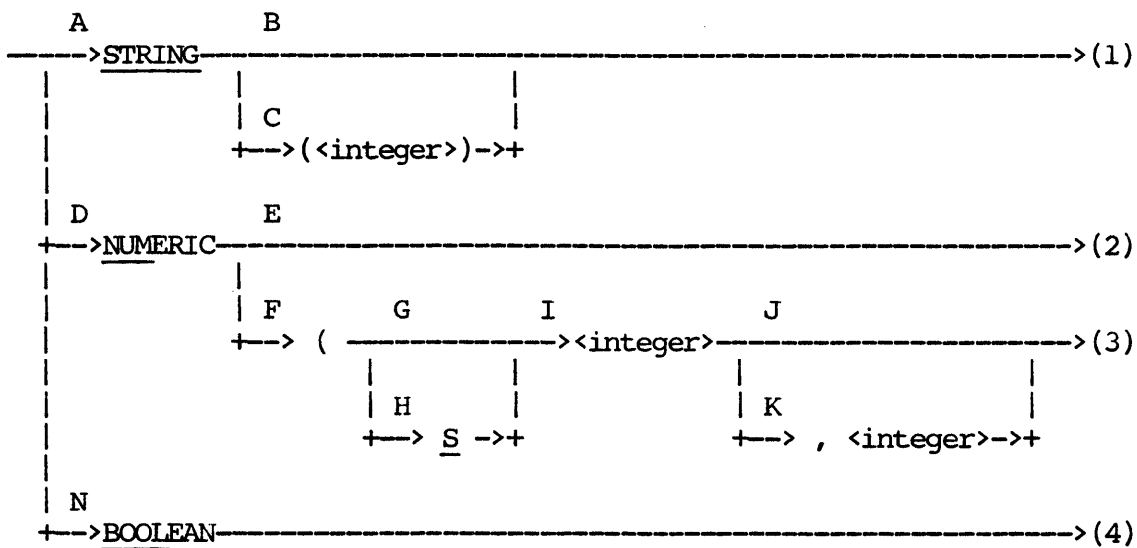 A B
---->STRING------------------------------------------>(1)
C
+-->(<integer>)->+
D E
+-->NUMERIC------------------------------------------>(2)
F G I J
+--> ( -----------><integer>------------------>(3)
H K
+--> S ->+ +--> , <integer>->+
N
+-->BOOLEAN------------------------------------------>(4)